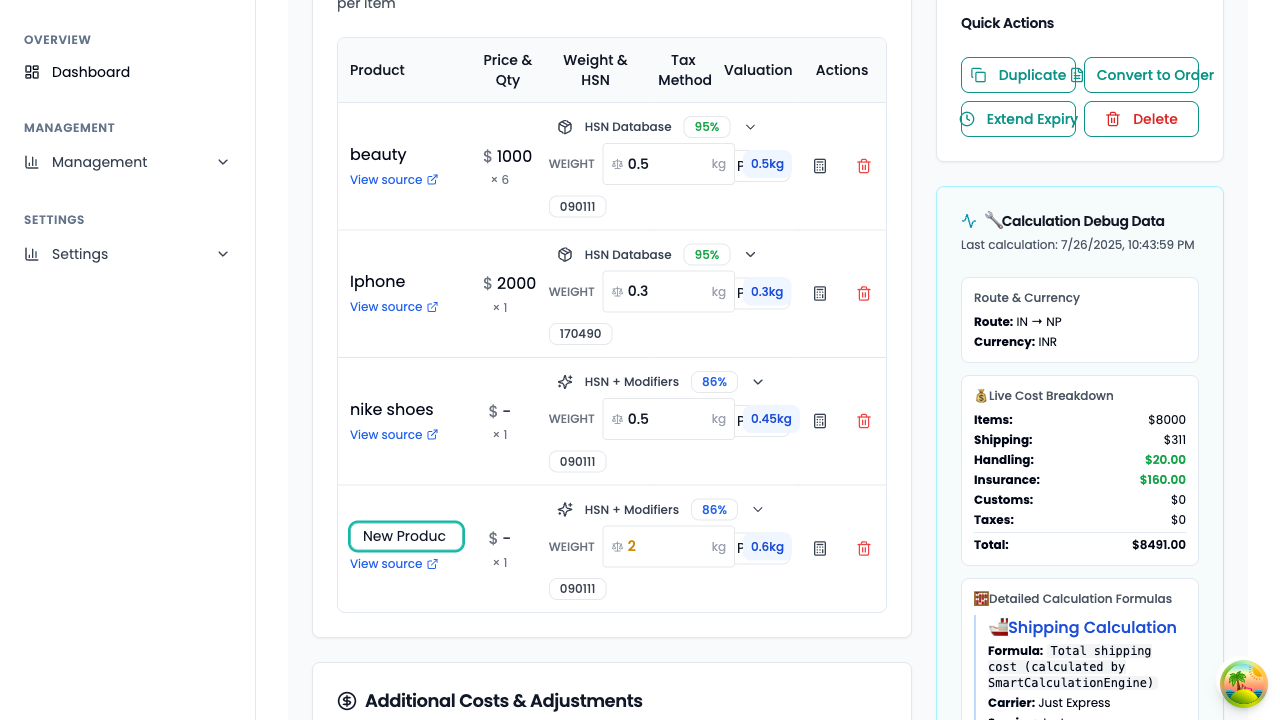 OVERVIEW
Dashboard
MANAGEMENT
Management
SETTINGS
Settings
per item
Product
Price & Qty
Weight & HSN
Tax Method
Valuation
Actions
beauty
View source
$ 1000
× 6
HSN Database 95%
WEIGHT 0.5 kg
0.5kg
090111
Iphone
View source
$ 2000
× 1
HSN Database 95%
WEIGHT 0.3 kg
0.3kg
170490
nike shoes
View source
$ -
× 1
HSN + Modifiers 86%
WEIGHT 0.5 kg
0.45kg
090111
New Produc
View source
$ -
× 1
HSN + Modifiers 86%
WEIGHT 2 kg
0.6kg
090111
Additional Costs & Adjustments
Quick Actions
Duplicate
Convert to Order
Extend Expiry
Delete
Calculation Debug Data
Last calculation: 7/26/2025, 10:43:59 PM
Route & Currency
Route: IN → NP
Currency: INR
Live Cost Breakdown
Items: $8000
Shipping: $311
Handling: $20.00
Insurance: $160.00
Customs: $0
Taxes: $0
Total: $8491.00
Detailed Calculation Formulas
Shipping Calculation
Formula: Total shipping
cost (calculated by
SmartCalculationEngine)
Carrier: Just Express